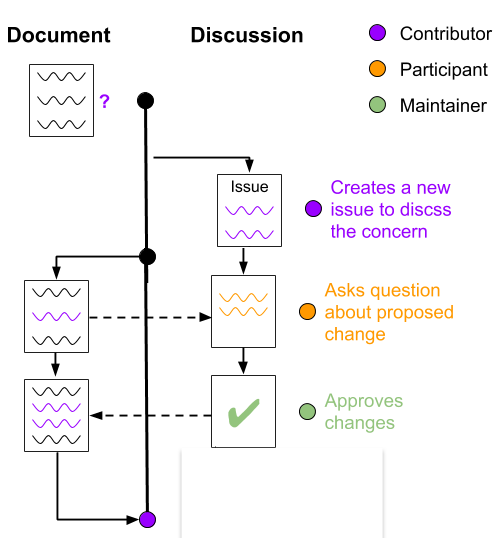 Document
Discussion
Contributor
Participant
Maintainer
?
Issue
Creates a new
issue to discss
the concern
Asks question
about proposed
change
Approves
changes